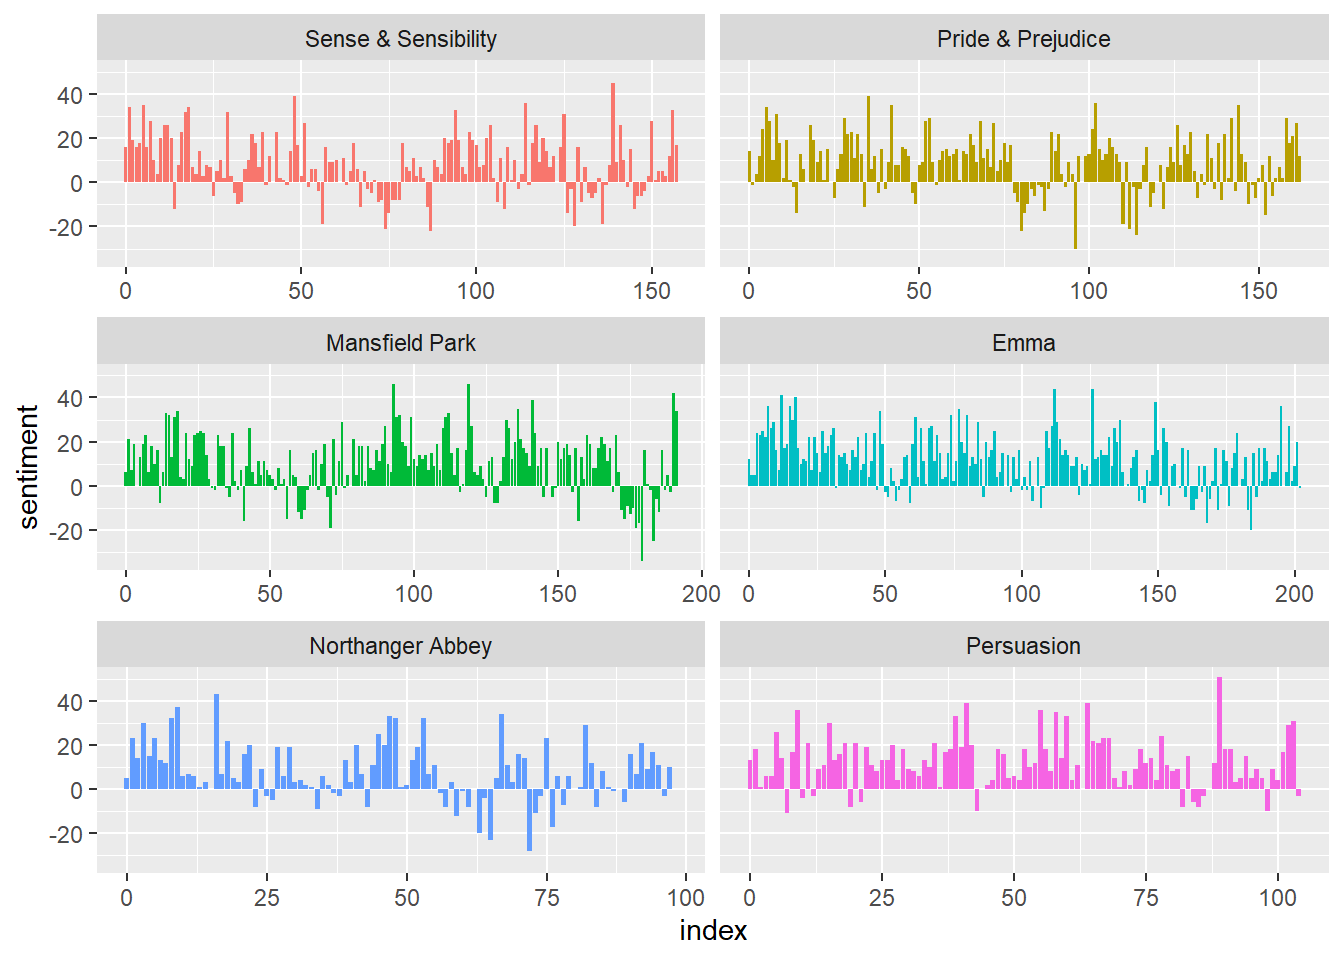 Sense & Sensibility
Pride & Prejudice
40
20
0
-20
0 50 100 150
0 50 100 150
Mansfield Park
Emma
40
20
0
-20
0 50 100 150 200
0 50 100 150 200
Northanger Abbey
Persuasion
40
20
0
-20
0 25 50 75 100
0 25 50 75 100
sentiment
index